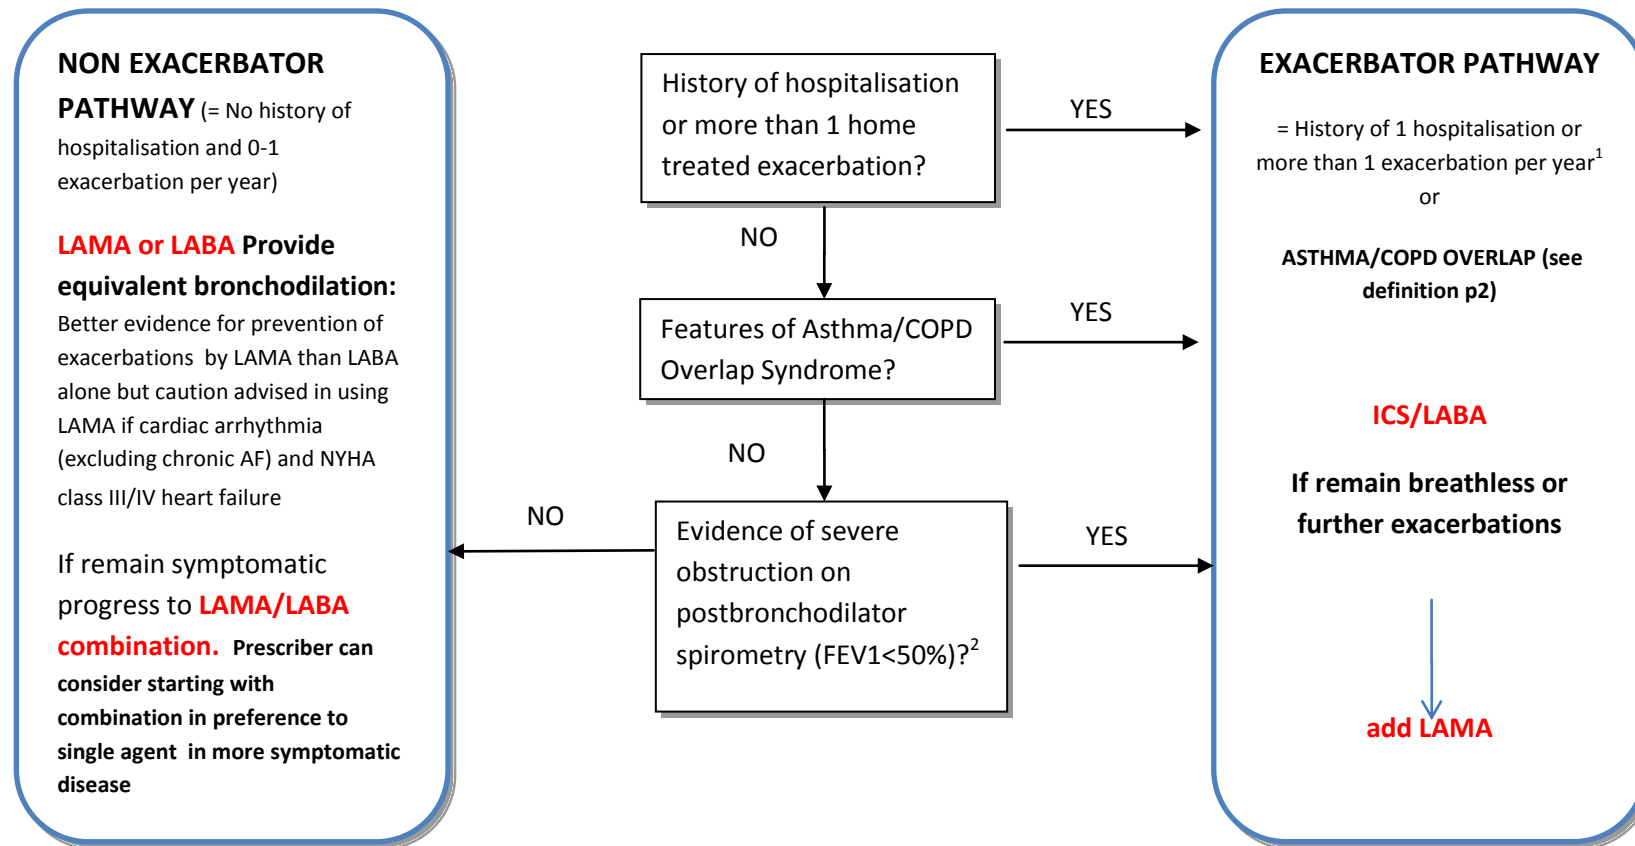 NON EXACERBATOR
PATHWAY (= No history of
hospitalisation and 0-1
exacerbation per year)
LAMA or LABA Provide
equivalent bronchodilation:
Better evidence for prevention of
exacerbations by LAMA than LABA
alone but caution advised in using
LAMA if cardiac arrhythmia
(excluding chronic AF) and NYHA
class III/IV heart failure
If remain symptomatic
progress to LAMA/LABA
combination. Prescriber can
consider starting with
combination in preference to
single agent in more symptomatic
disease
History of hospitalisation
or more than 1 home
treated exacerbation?
YES
NO
Features of Asthma/COPD
Overlap Syndrome?
YES
NO
Evidence of severe
obstruction on
postbronchodilator
spirometry (FEV1<50%)?2
NO
YES
EXACERBATOR PATHWAY
= History of 1 hospitalisation or
more than 1 exacerbation per year1
or
ASTHMA/COPD OVERLAP (see
definition p2)
ICS/LABA
If remain breathless or
further exacerbations
add LAMA